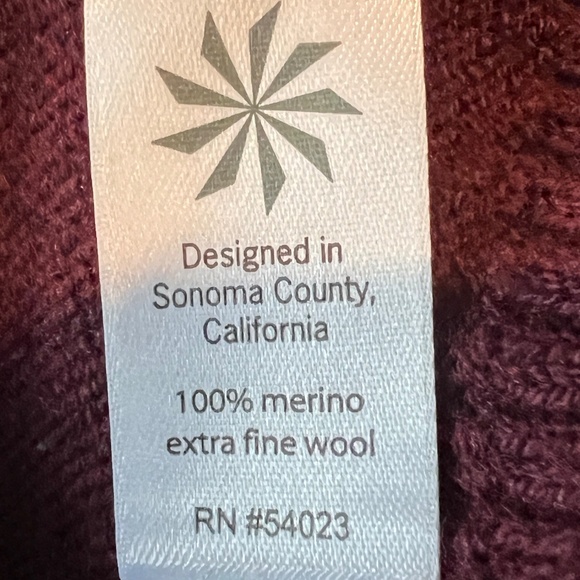 Designed in
Sonoma County,
California
100% merino
extra fine wool
RN #54023